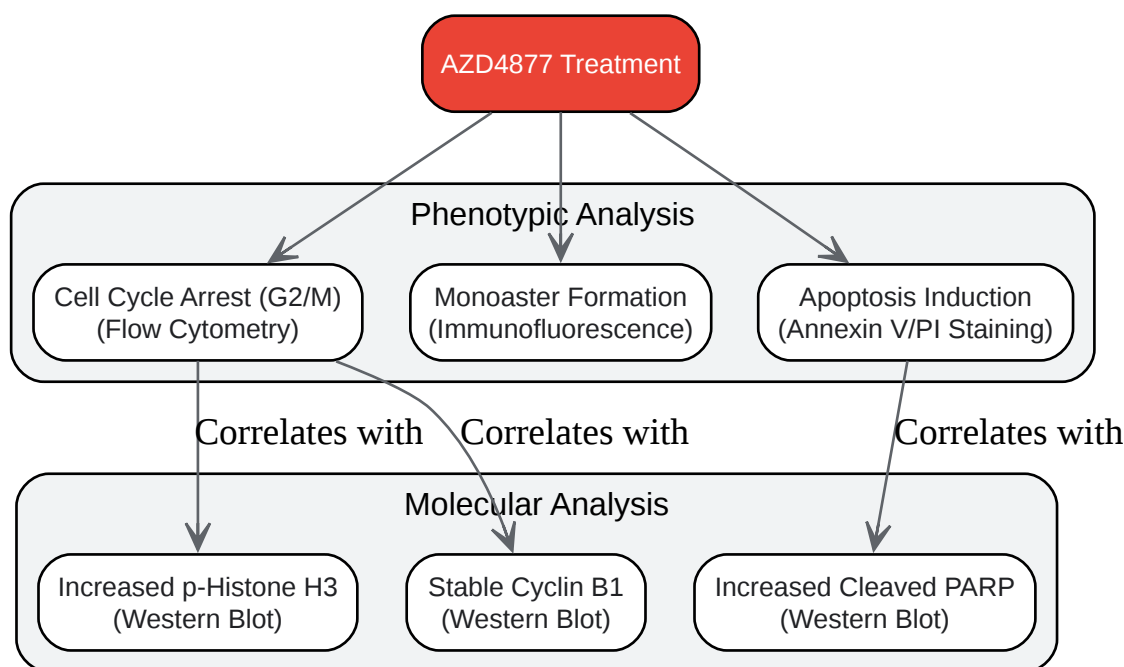 AZD4877 Treatment
Phenotypic Analysis
Cell Cycle Arrest (G2/M)
(Flow Cytometry)
Monoaster Formation
(Immunofluorescence)
Apoptosis Induction
(Annexin V/PI Staining)
Correlates with
Correlates with
Correlates with
Molecular Analysis
Increased p-Histone H3
(Western Blot)
Stable Cyclin B1
(Western Blot)
Increased Cleaved PARP
(Western Blot)